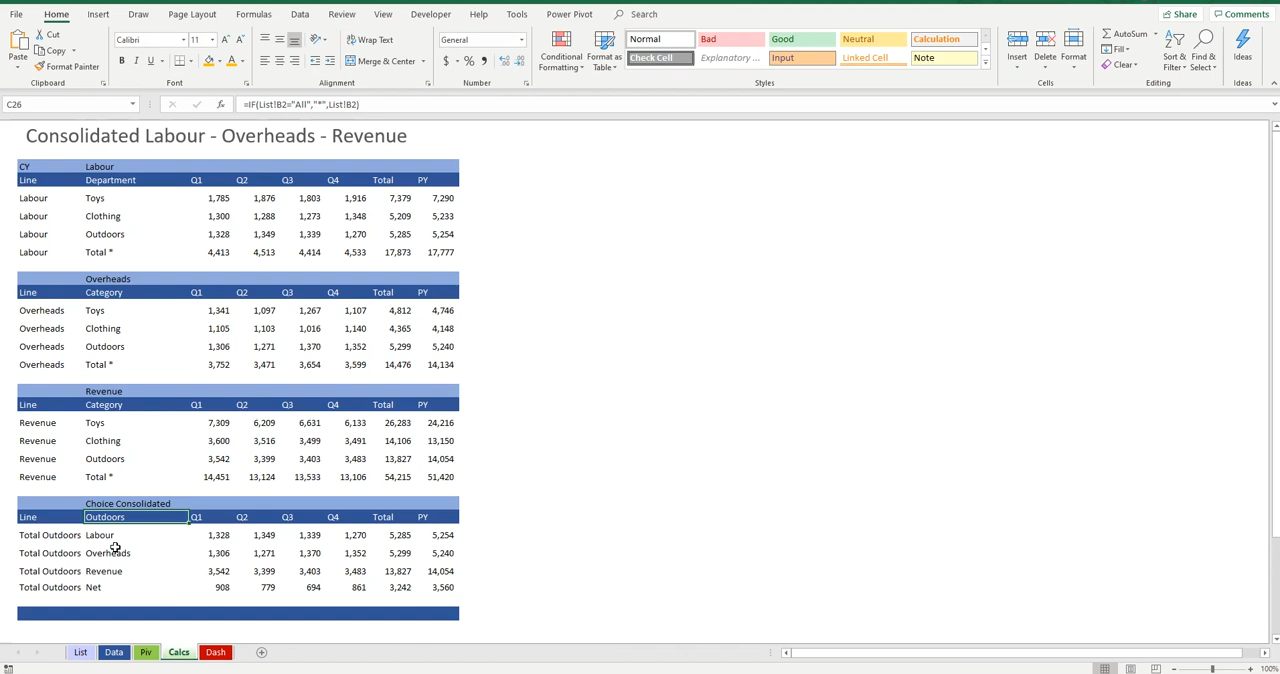 File Home Insert Draw Page Layout Formulas Data Review View Developer Help Tools Power Pivot Search Share Comments
Paste Cut Copy Format Painter Clipboard
Calibri 11 B I U A Font
Wrap Text Merge & Center Alignment
General $ % Number
Conditional Formatting Format as Table
Normal Bad Good Neutral Calculation
Check Cell Explanatory ... Input Linked Cell Note
Styles
Insert Delete Format Cells
AutoSum Fill Clear Sort & Filter Find & Select Editing
Ideas Ideas
C26 fx =IF(List!B2="All","*",List!B2)
Consolidated Labour - Overheads - Revenue
CY Labour
Line Department Q1 Q2 Q3 Q4 Total PY
Labour Toys 1,785 1,876 1,803 1,916 7,379 7,290
Labour Clothing 1,300 1,288 1,273 1,348 5,209 5,233
Labour Outdoors 1,328 1,349 1,339 1,270 5,285 5,254
Labour Total * 4,413 4,513 4,414 4,533 17,873 17,777
Overheads
Line Category Q1 Q2 Q3 Q4 Total PY
Overheads Toys 1,341 1,097 1,267 1,107 4,812 4,746
Overheads Clothing 1,105 1,103 1,016 1,140 4,365 4,148
Overheads Outdoors 1,306 1,271 1,370 1,352 5,299 5,240
Overheads Total * 3,752 3,471 3,654 3,599 14,476 14,134
Revenue
Line Category Q1 Q2 Q3 Q4 Total PY
Revenue Toys 7,309 6,209 6,631 6,133 26,283 24,216
Revenue Clothing 3,600 3,516 3,499 3,491 14,106 13,150
Revenue Outdoors 3,542 3,399 3,403 3,483 13,827 14,054
Revenue Total * 14,451 13,124 13,533 13,106 54,215 51,420
Choice Consolidated
Line Outdoors Q1 Q2 Q3 Q4 Total PY
Total Outdoors Labour 1,328 1,349 1,339 1,270 5,285 5,254
Total Outdoors Overheads 1,306 1,271 1,370 1,352 5,299 5,240
Total Outdoors Revenue 3,542 3,399 3,403 3,483 13,827 14,054
Total Outdoors Net 908 779 694 861 3,242 3,560
List Data Piv Calcs Dash
100%